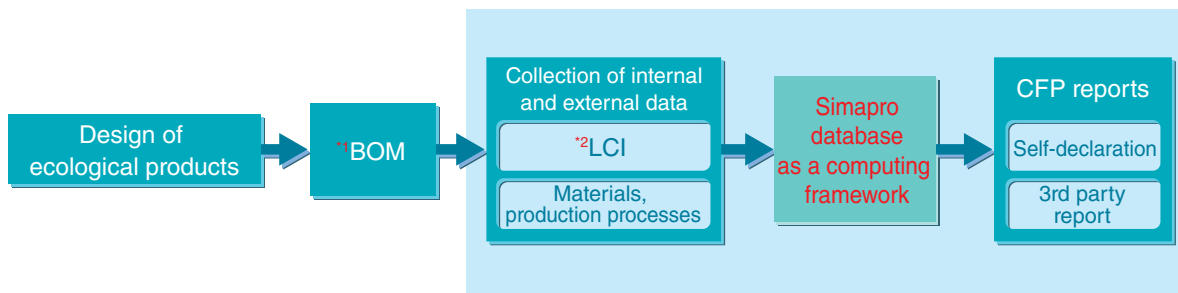 Design of
ecological products
*1BOM
Collection of internal
and external data
*2LCI
Materials,
production processes
Simapro
database
as a computing
framework
CFP reports
Self-declaration
3rd party
report